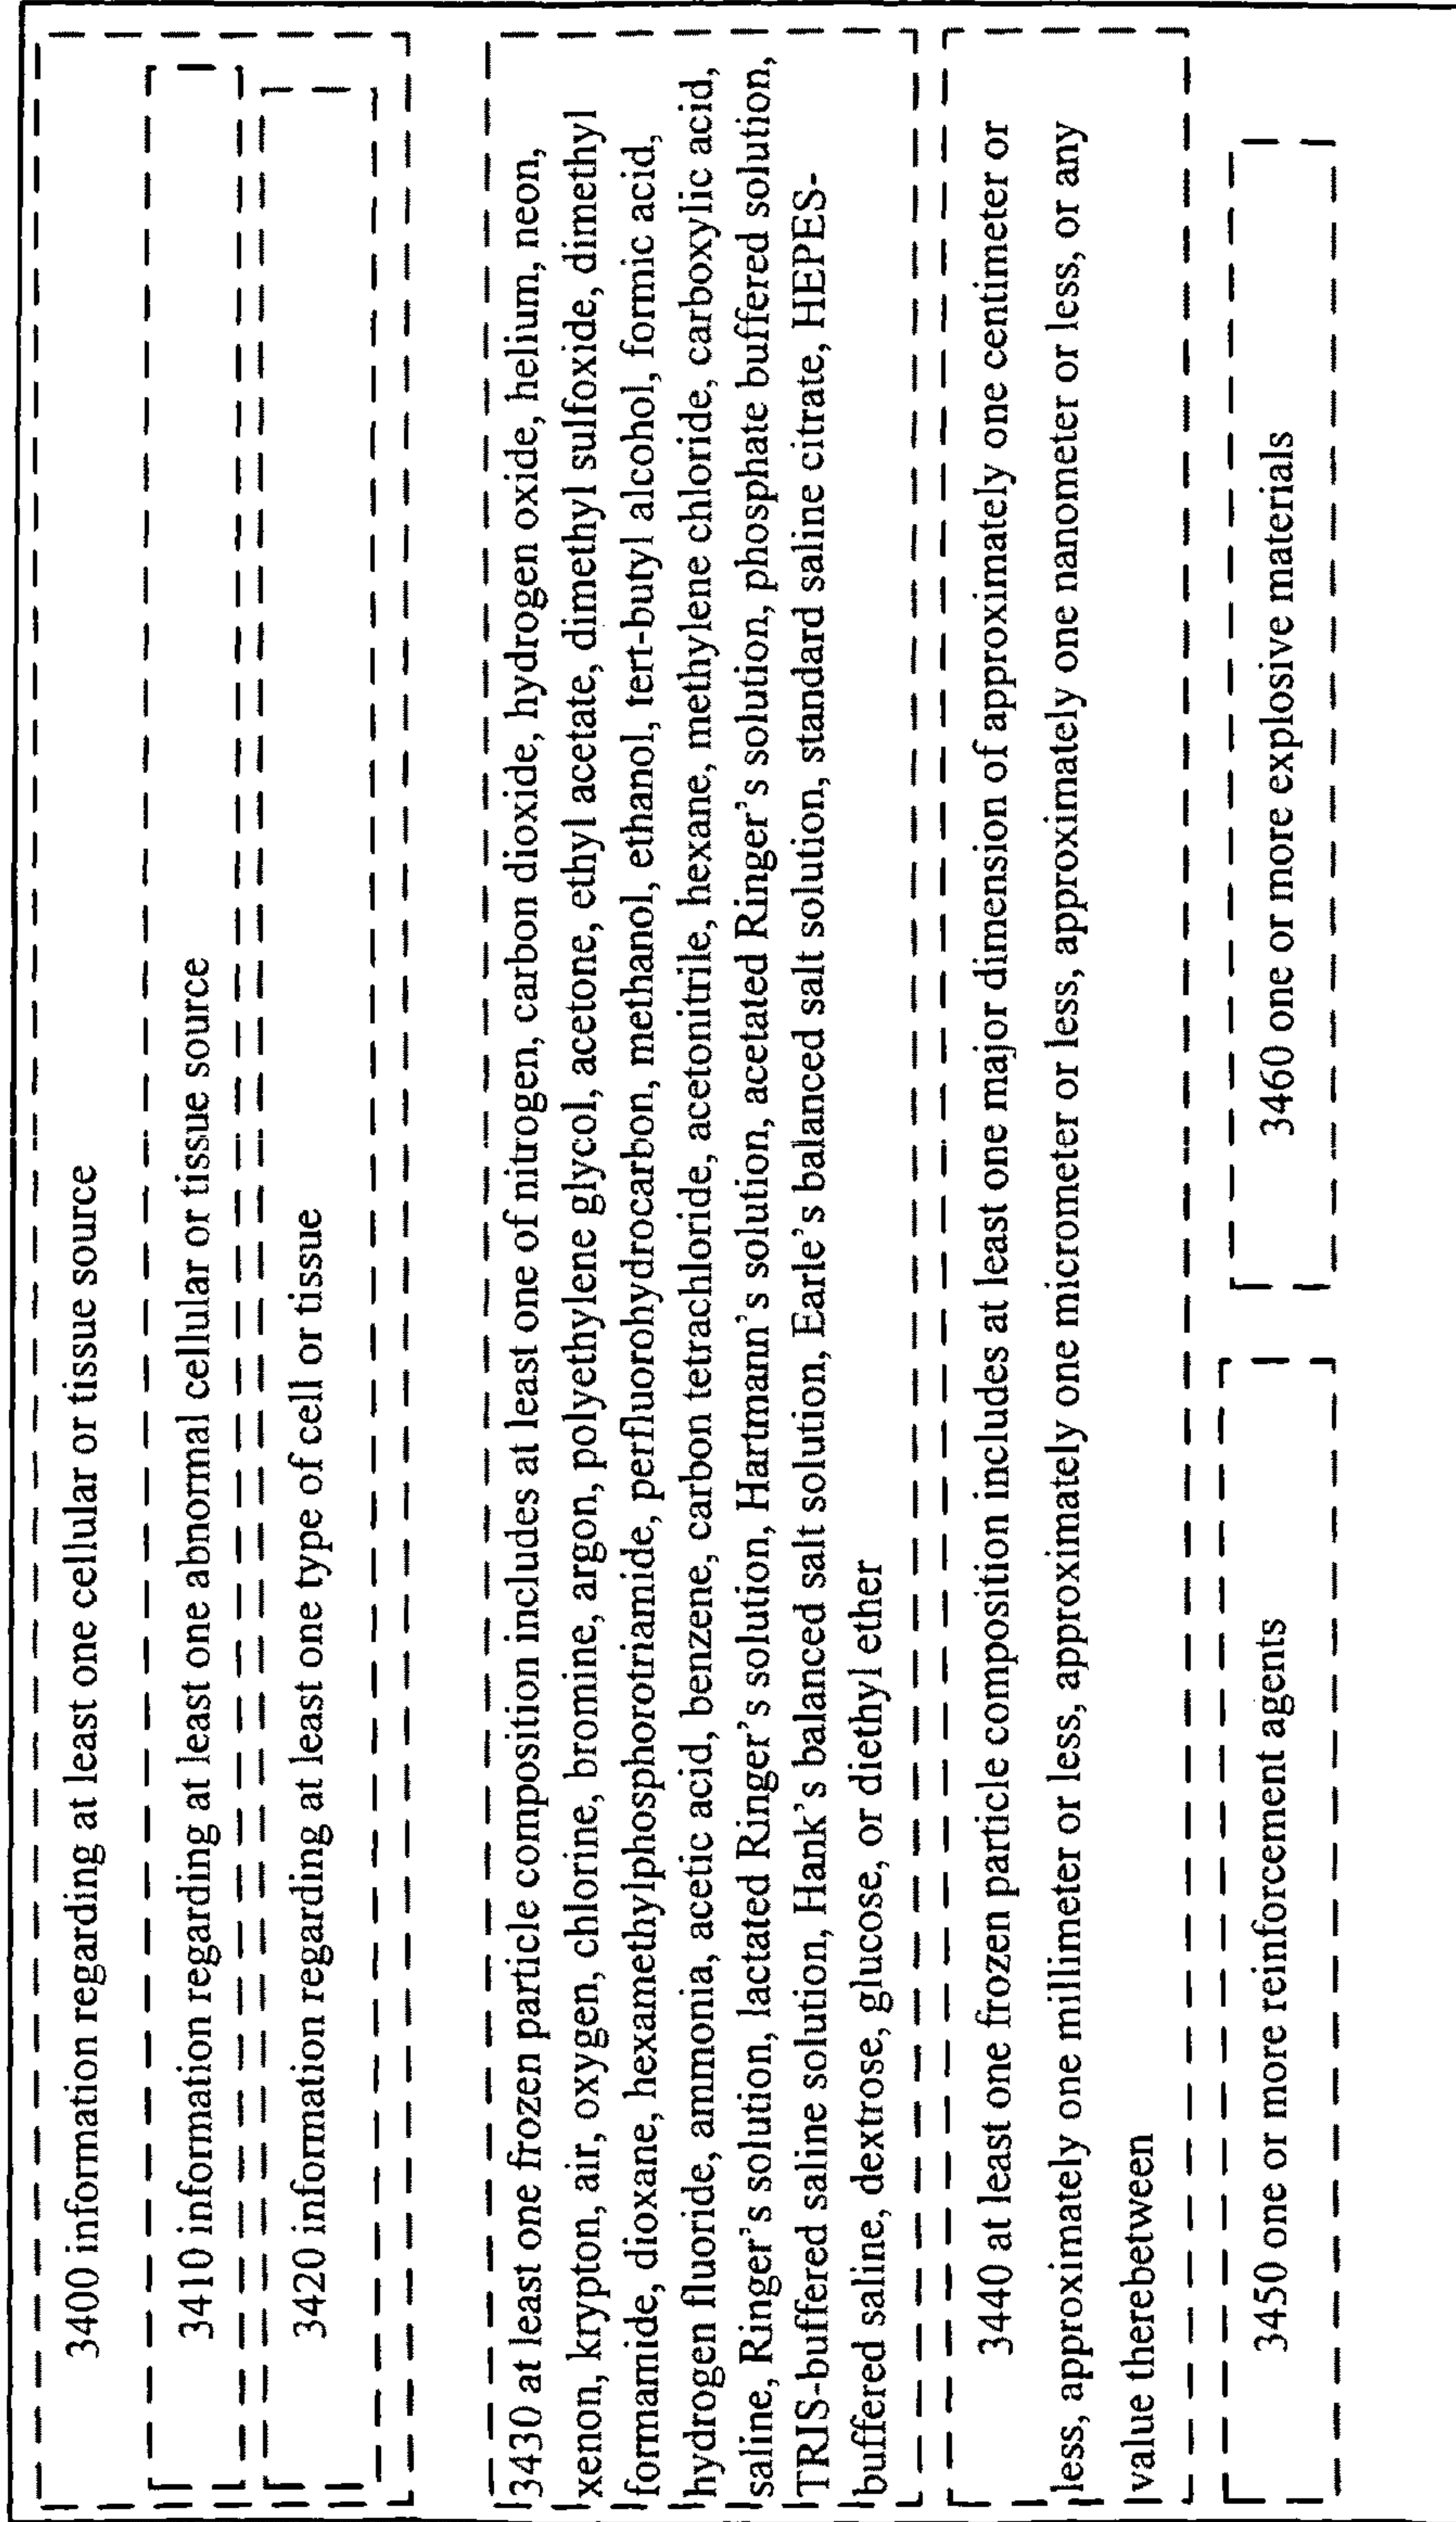 3400 information regarding at least one cellular or tissue source
3410 information regarding at least one abnormal cellular or tissue source
3420 information regarding at least one type of cell or tissue
3430 at least one frozen particle composition includes at least one of nitrogen, carbon dioxide, hydrogen oxide, helium, neon,
xenon, krypton, air, oxygen, chlorine, bromine, argon, polyethylene glycol, acetone, ethyl acetate, dimethyl sulfoxide, dimethyl
formamide, dioxane, hexamethylphosphorotriamide, perfluorohydrocarbon, methanol, ethanol, tert-butyl alcohol, formic acid,
hydrogen fluoride, ammonia, acetic acid, benzene, carbon tetrachloride, acetonitrile, hexane, methylene chloride, carboxylic acid,
saline, Ringer's solution, lactated Ringer's solution, Hartmann's solution, acetated Ringer's solution, phosphate buffered solution,
TRIS-buffered saline solution, Hank's balanced salt solution, Earle's balanced salt solution, standard saline citrate, HEPES-
buffered saline, dextrose, glucose, or diethyl ether
3440 at least one frozen particle composition includes at least one major dimension of approximately one centimeter or
less, approximately one millimeter or less, approximately one micrometer or less, approximately one nanometer or less, or any
value therebetween
3450 one or more reinforcement agents
3460 one or more explosive materials